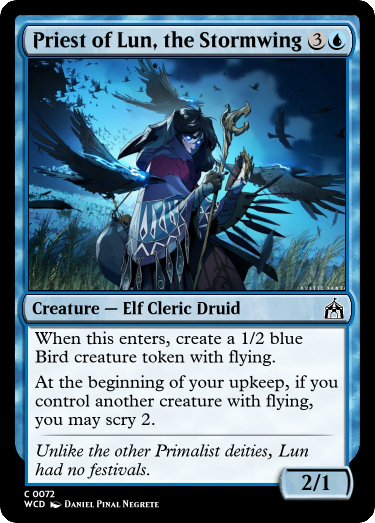 Priest of Lun, the Stormwing 3
When this enters, create a 1/2 blue
Bird creature token with flying.
At the beginning of your upkeep, if you
control another creature with flying,
you may scry 2.
Unlike the other Primalist deities, Lun
had no festivals.
Creature — Elf Cleric Druid
2/1
C 0072
WCD Daniel Pinal Negrete